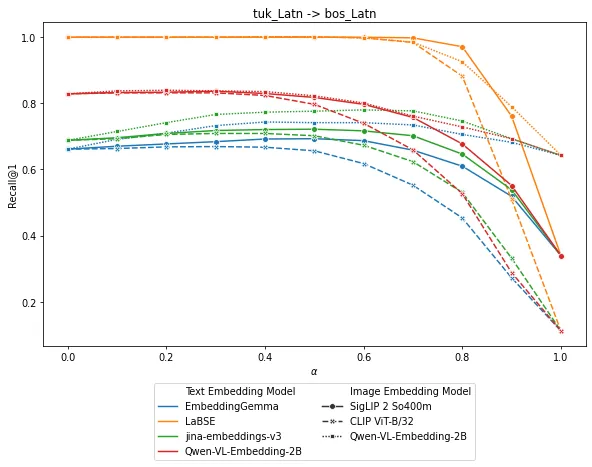 tuk_Latn -> bos_Latn
Recall@1
1.0
0.8
0.6
0.4
0.2
0.0 0.2 0.4 0.6 0.8 1.0
α
Text Embedding Model Image Embedding Model
EmbeddingGemma SigLIP 2 So400m
LaBSE CLIP ViT-B/32
jina-embeddings-v3 Qwen-VL-Embedding-2B
Qwen-VL-Embedding-2B